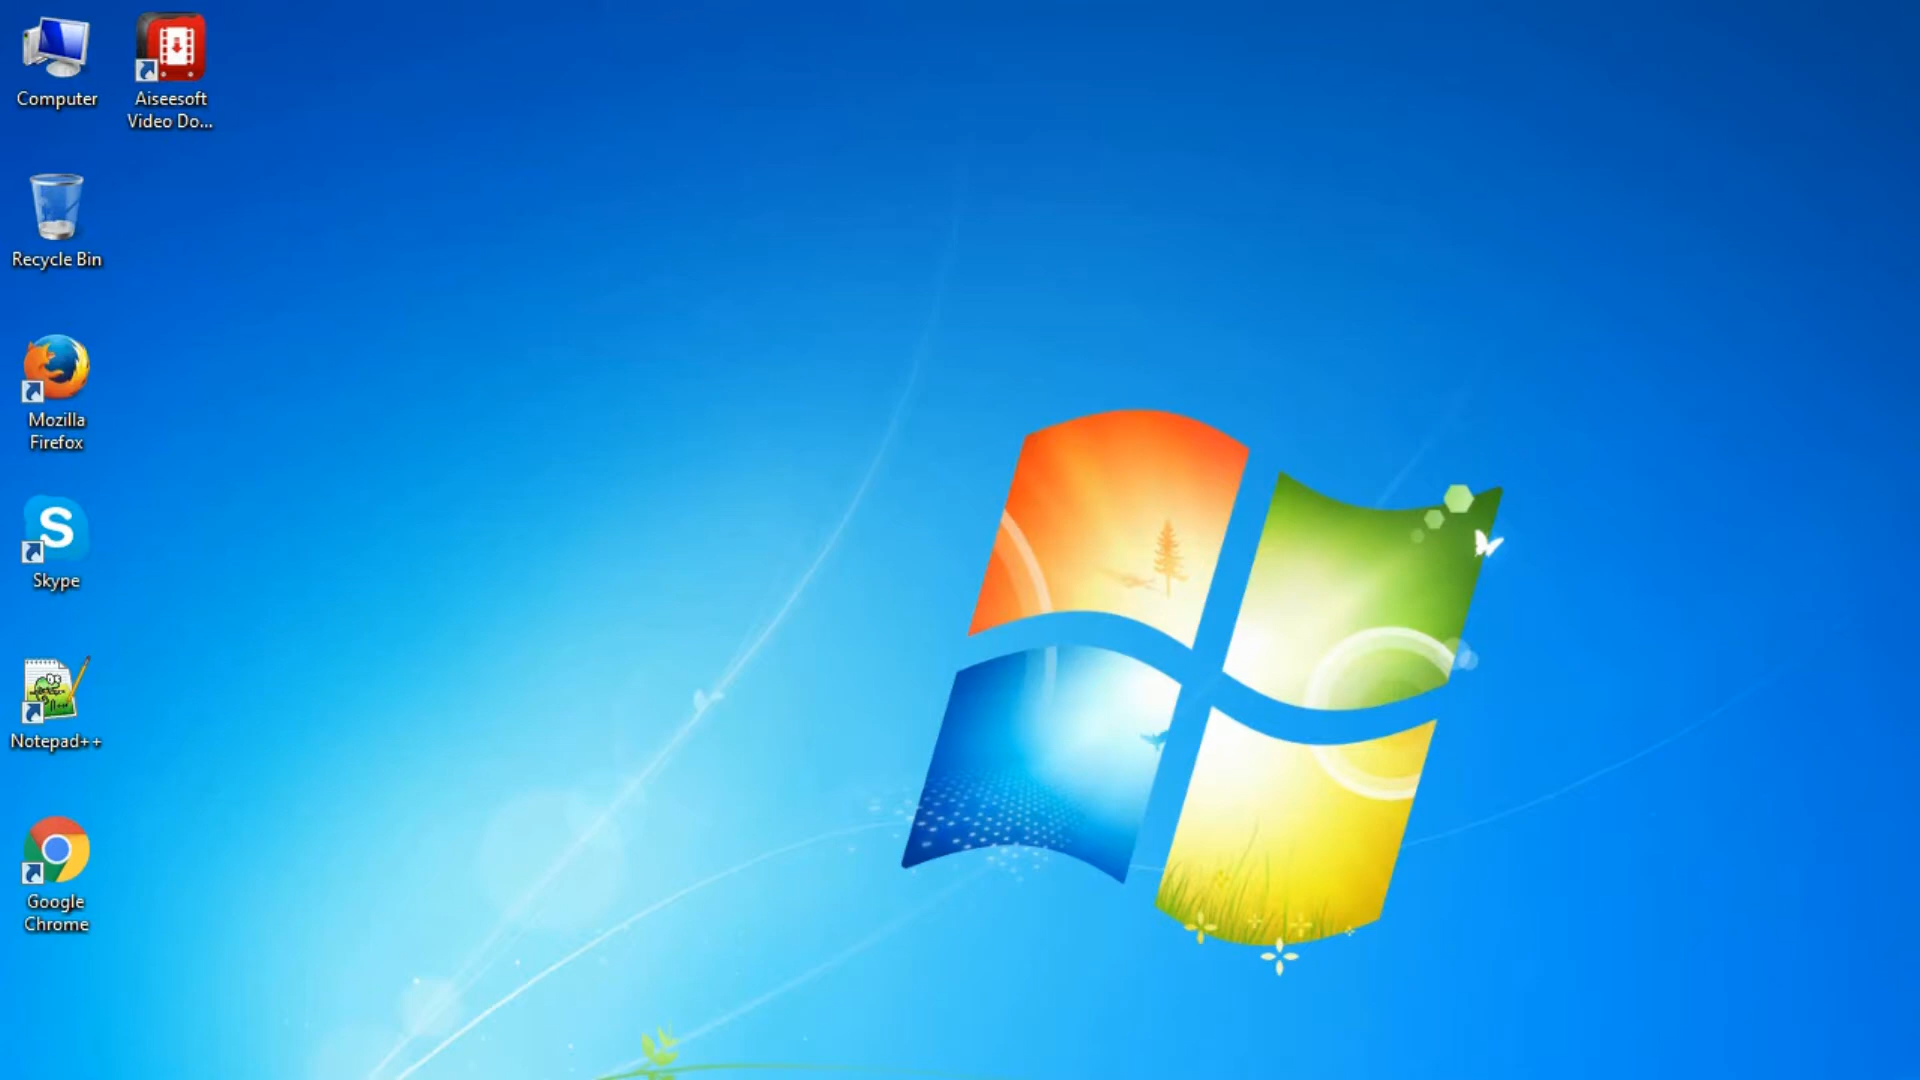 Computer
Aiseesoft
Video Do...
Recycle Bin
Mozilla
Firefox
S
Skype
Notepad++
Google
Chrome